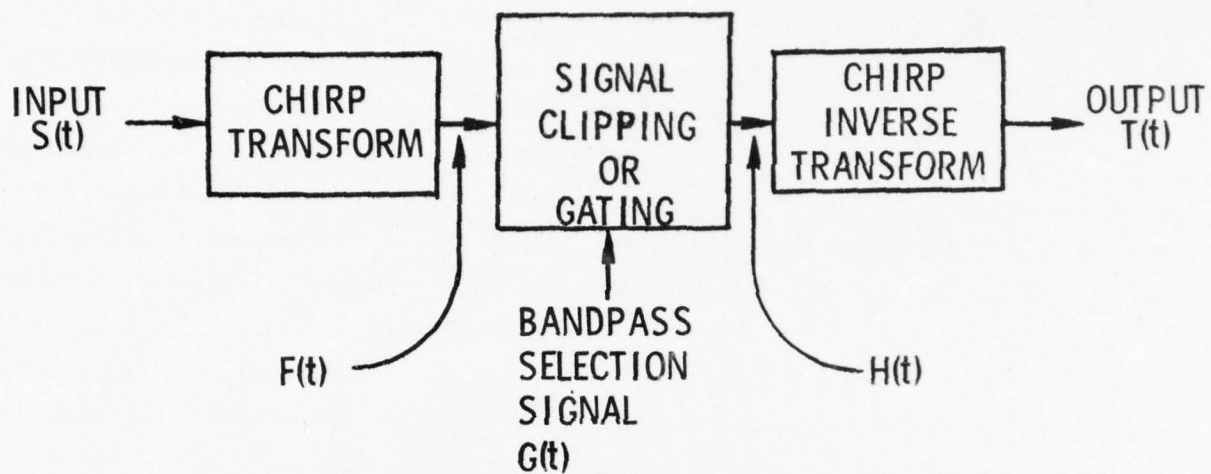 INPUT
S(t)
CHIRP
TRANSFORM
SIGNAL
CLIPPING
OR
GATING
CHIRP
INVERSE
TRANSFORM
OUTPUT
T(t)
F(t)
BANDPASS
SELECTION
SIGNAL
G(t)
H(t)